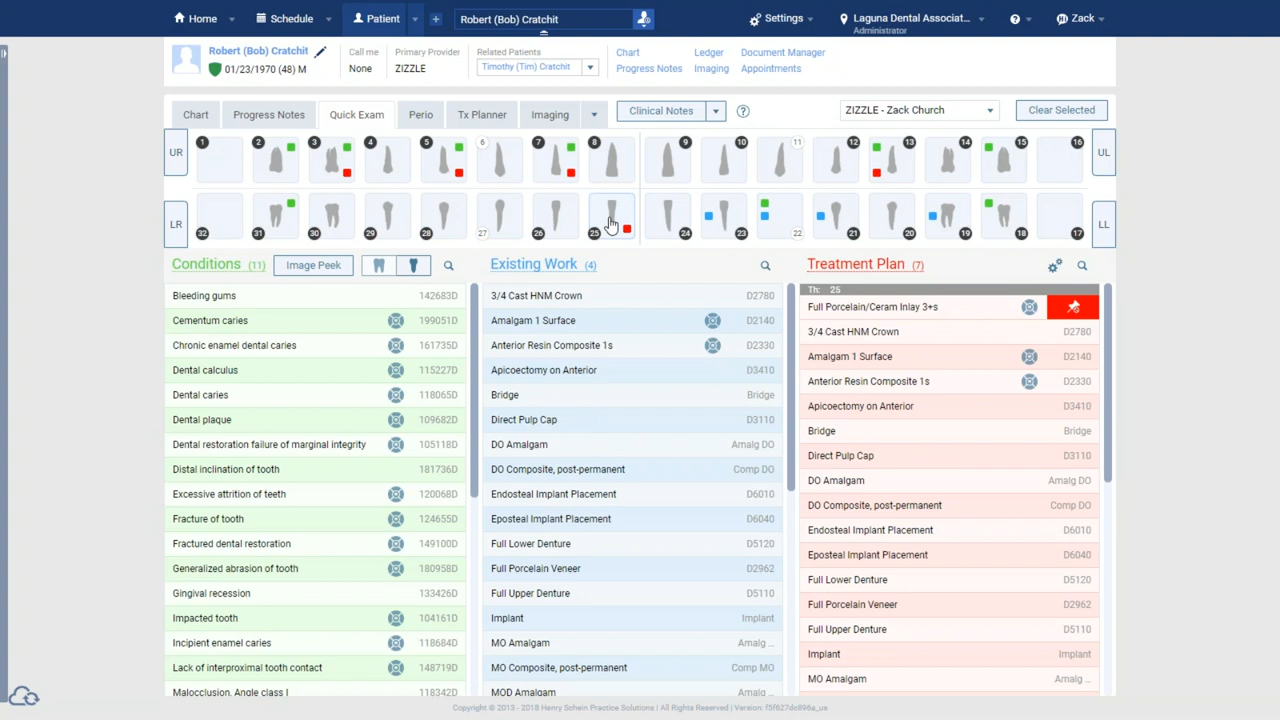 Home
Schedule
Patient
+
Robert (Bob) Cratchit
Settings
Laguna Dental Associat...
Administrator
?
Zack
Robert (Bob) Cratchit
01/23/1970 (48) M
Call me
None
Primary Provider
ZIZZLE
Related Patients
Timothy (Tim) Cratchit
Chart
Ledger
Document Manager
Progress Notes
Imaging
Appointments
Chart
Progress Notes
Quick Exam
Perio
Tx Planner
Imaging
Clinical Notes
?
ZIZZLE - Zack Church
Clear Selected
UR
1 2 3 4 5 6 7 8 9 10 11 12 13 14 15 16
UL
LR
32 31 30 29 28 27 26 25 24 23 22 21 20 19 18 17
LL
Conditions (11)
Image Peek
Bleeding gums 142683D
Cementum caries 199051D
Chronic enamel dental caries 161735D
Dental calculus 115227D
Dental caries 118065D
Dental plaque 109682D
Dental restoration failure of marginal integrity 105118D
Distal inclination of tooth 181736D
Excessive attrition of teeth 120068D
Fracture of tooth 124655D
Fractured dental restoration 149100D
Generalized abrasion of tooth 180958D
Gingival recession 133426D
Impacted tooth 104161D
Incipient enamel caries 118684D
Lack of interproximal tooth contact 148719D
Malocclusion, Angle class I 118342D
Existing Work (4)
3/4 Cast HNM Crown D2780
Amalgam 1 Surface D2140
Anterior Resin Composite 1s D2330
Apicoectomy on Anterior D3410
Bridge Bridge
Direct Pulp Cap D3110
DO Amalgam Amalg DO
DO Composite, post-permanent Comp DO
Endosteal Implant Placement D6010
Eposteal Implant Placement D6040
Full Lower Denture D5120
Full Porcelain Veneer D2962
Full Upper Denture D5110
Implant Implant
MO Amalgam Amalg ...
MO Composite, post-permanent Comp MO
MOD Amalgam Amalg ...
Treatment Plan (7)
Th: 25
Full Porcelain/Ceram Inlay 3+s
3/4 Cast HNM Crown D2780
Amalgam 1 Surface D2140
Anterior Resin Composite 1s D2330
Apicoectomy on Anterior D3410
Bridge Bridge
Direct Pulp Cap D3110
DO Amalgam Amalg DO
DO Composite, post-permanent Comp DO
Endosteal Implant Placement D6010
Eposteal Implant Placement D6040
Full Lower Denture D5120
Full Porcelain Veneer D2962
Full Upper Denture D5110
Implant Implant
MO Amalgam Amalg ...
Copyright © 2013 - 2018 Henry Schein Practice Solutions | All Rights Reserved | Version: f5f627dc896a_ua